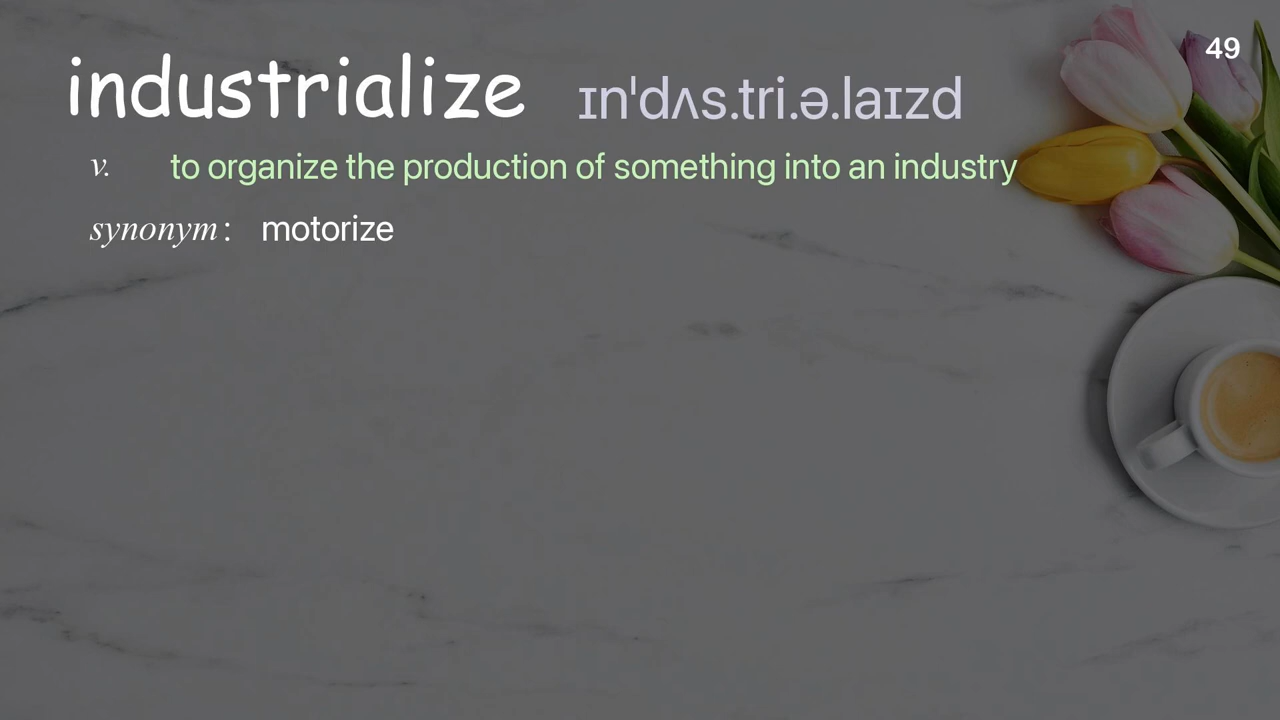 49
industrialize ɪnˈdʌs.tri.ə.laɪzd
v. to organize the production of something into an industry
synonym : motorize